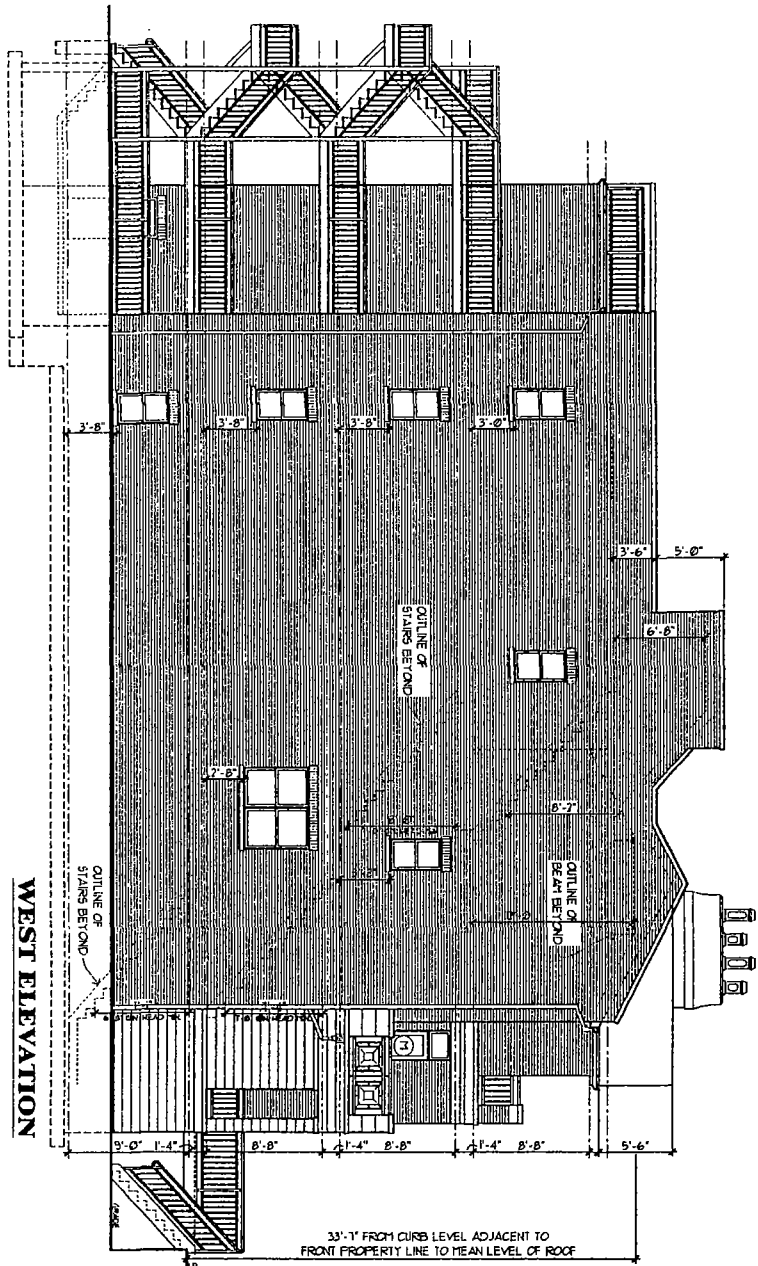 3'-8"
3'-8"
3'-8"
3'-0"
3'-6"
5'-0"
6'-8"
OUTLINE OF
STAIRS BEYOND
2'-8"
8'-7"
OUTLINE OF
BEAM BEYOND
OUTLINE OF
STAIRS BEYOND
WEST ELEVATION
M
9'-0"
1'-4"
8'-8"
1'-4"
8'-8"
1'-4"
8'-8"
5'-6"
33'-7" FROM CURB LEVEL ADJACENT TO
FRONT PROPERTY LINE TO MEAN LEVEL OF ROOF